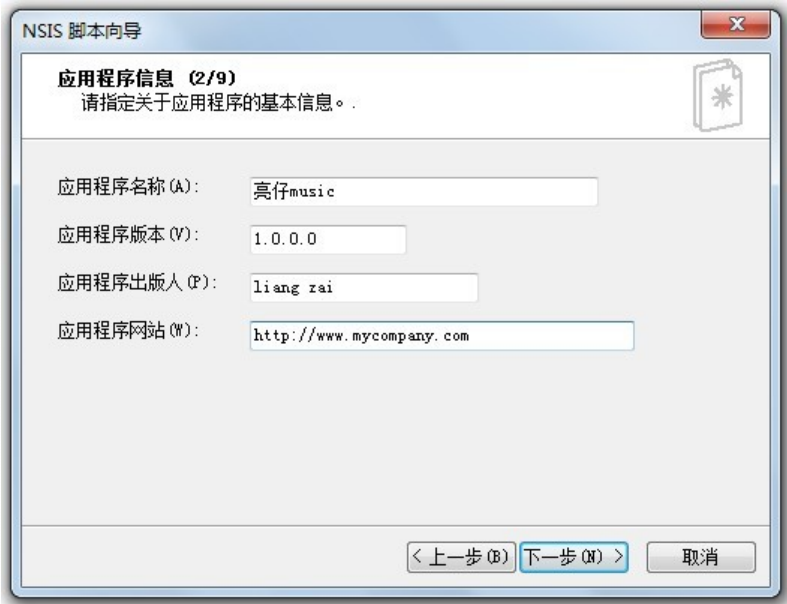 NSIS 脚本向导
应用程序信息 (2/9)
请指定关于应用程序的基本信息。.
应用程序名称(A): 亮仔music
应用程序版本(V): 1.0.0.0
应用程序出版人(P): liang zai
应用程序网站(W): http://www.mycompany.com
< 上一步(B) 下一步(N) > 取消